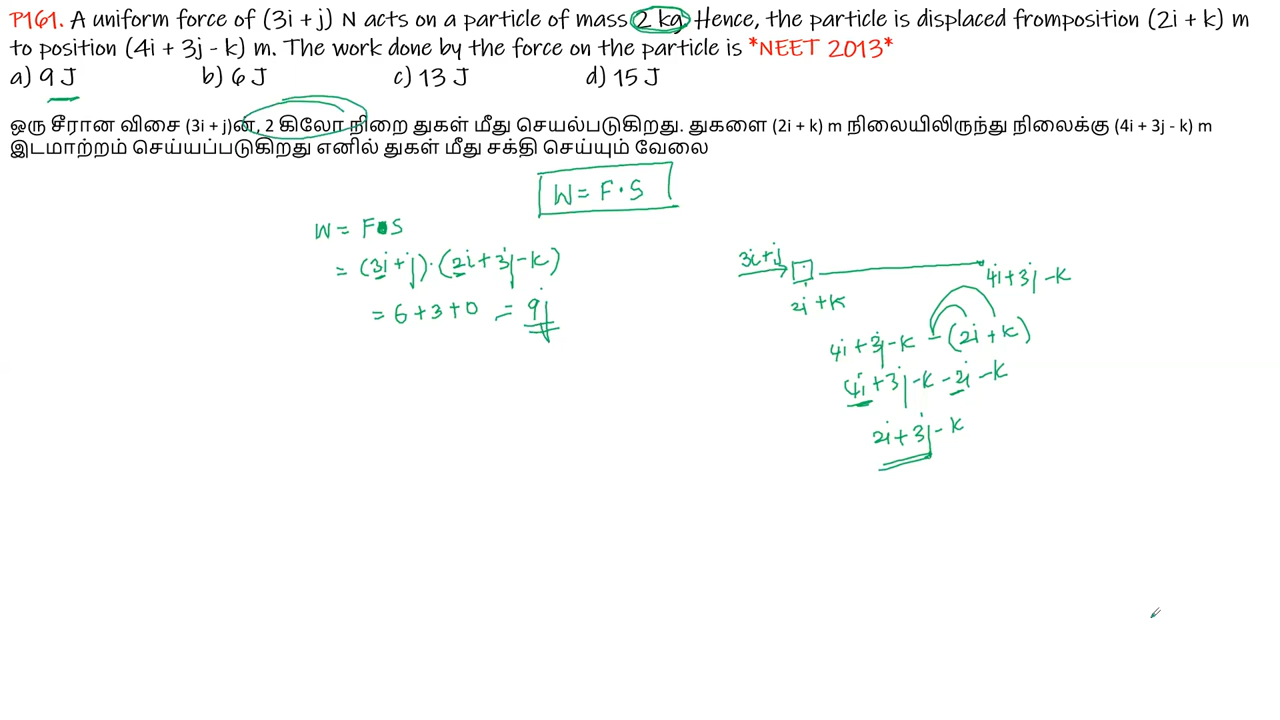 P161. A uniform force of (3i + j) N acts on a particle of mass 2 kg. Hence, the particle is displaced fromposition (2i + k) m
to position (4i + 3j - k) m. The work done by the force on the particle is *NEET 2013*
a) 9 J b) 6 J c) 13 J d) 15 J
ஒரு சீரான விசை (3i + j)ன, 2 கிலோ நிறை துகள் மீது செயல்படுகிறது. துகளை (2i + k) m நிலையிலிருந்து நிலைக்கு (4i + 3j - k) m
இடமாற்றம் செய்யப்படுகிறது எனில் துகள் மீது சக்தி செய்யும் வேலை
W = F · S
W = F · S
= (3i + j) · (2i + 3j - k)
= 6 + 3 + 0 = 9j
3i + j
2i + k
4i + 3j - k
4i + 3j - k - (2i + k)
4i + 3j - k - 2i - k
2i + 3j - k